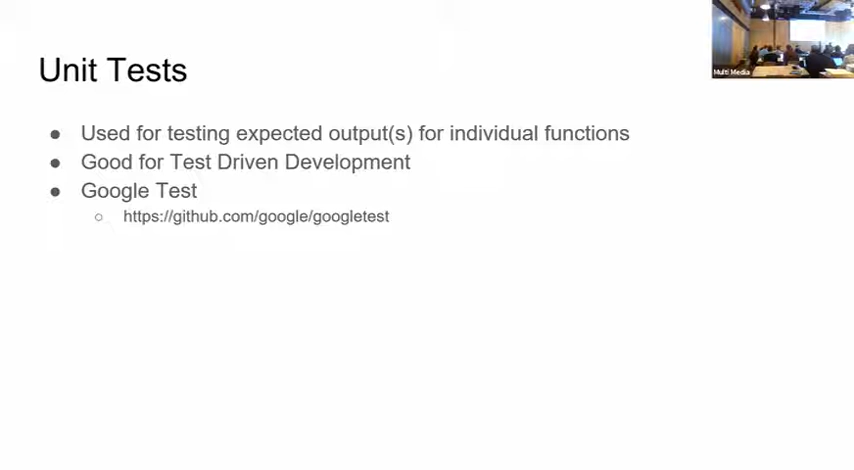 Unit Tests
● Used for testing expected output(s) for individual functions
● Good for Test Driven Development
● Google Test
○ https://github.com/google/googletest
Multi Media